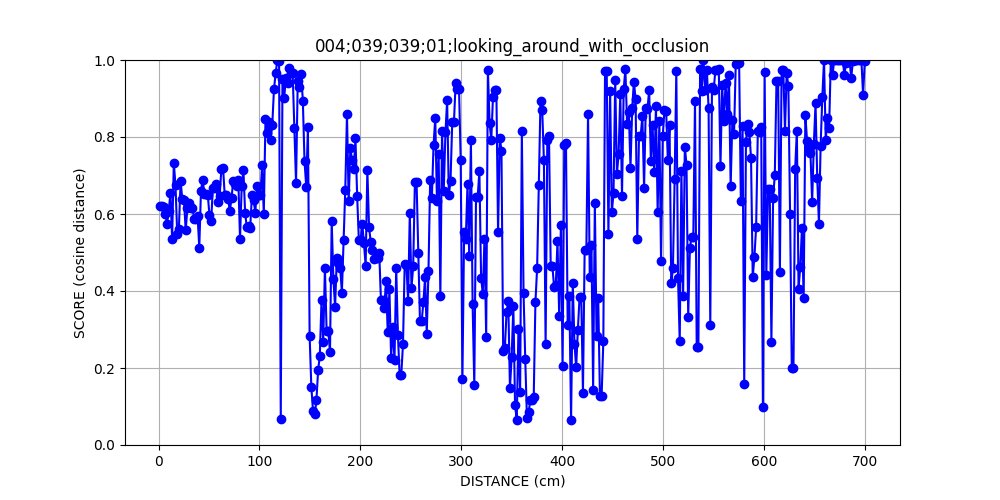 004;039;039;01;looking_around_with_occlusion
SCORE (cosine distance)
1.0
0.8
0.6
0.4
0.2
0.0
0 100 200 300 400 500 600 700
DISTANCE (cm)